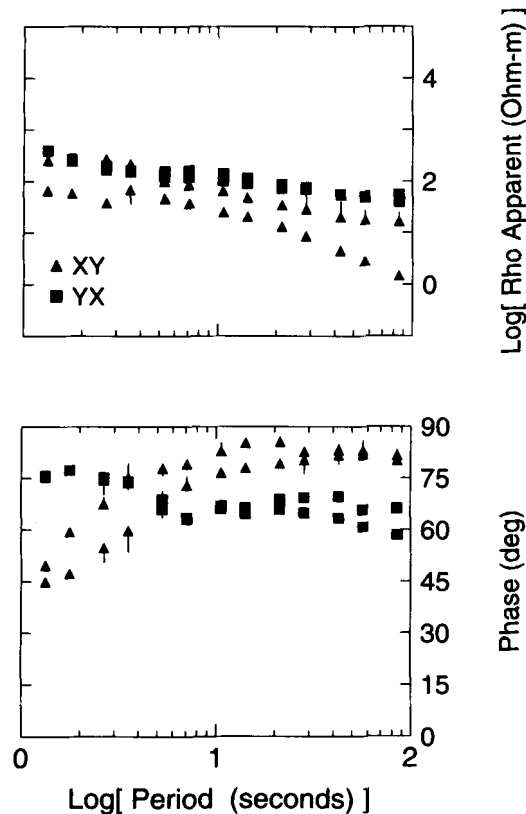 4
2
0
Log[ Rho Apparent (Ohm-m) ]
XY
YX
90
75
60
45
30
15
0
Phase (deg)
0
1
2
Log[ Period (seconds) ]